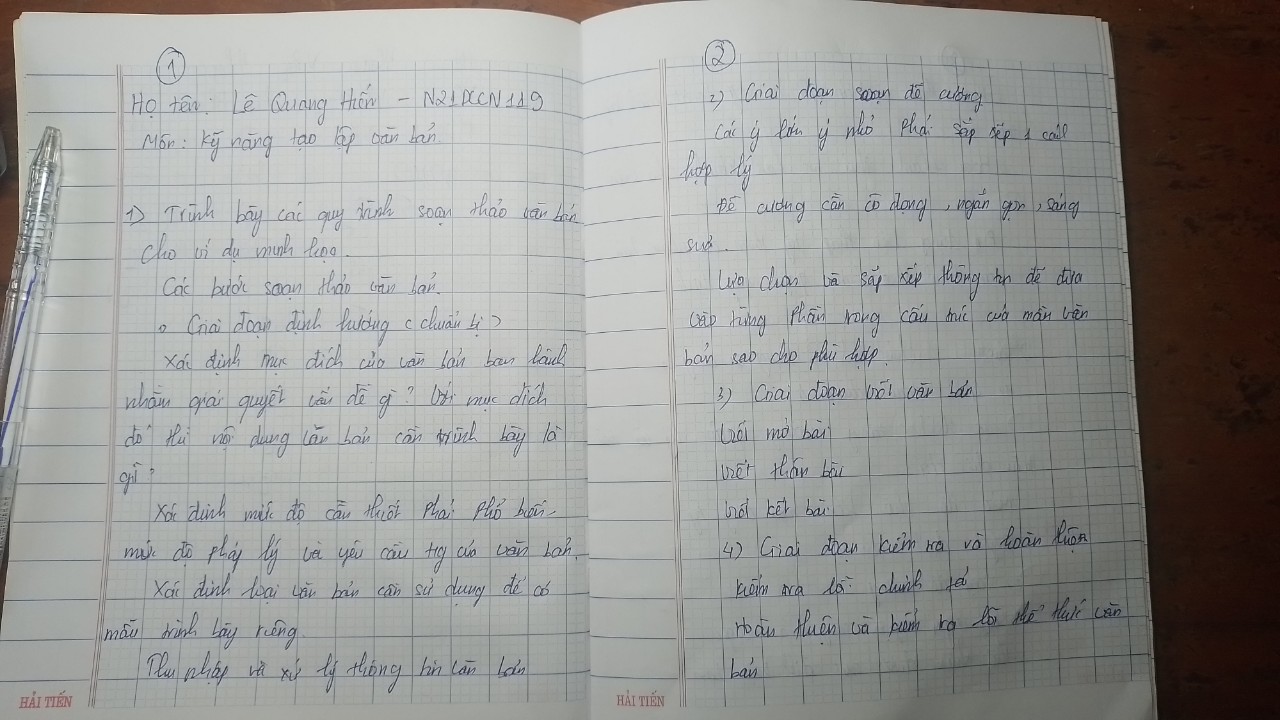 1
Họ tên: Lê Quang Hiến - N21DCCN119
Môn: Kỹ năng tạo lập văn bản
1) Trình bày các quy trình soạn thảo văn bản
Cho ví dụ minh họa.
Các bước soạn thảo văn bản.
Giai đoạn định hướng (chuẩn bị)
Xác định mục đích của văn bản ban hành
nhằm giải quyết vấn đề gì? Với mục đích
đó thì nội dung văn bản cần trình bày là
gì?
Xác định mức độ cần thiết phải phổ biến
mức độ pháp lý và yêu cầu của văn bản.
Xác định loại văn bản cần sử dụng để có
mẫu trình bày riêng.
Thu nhập và xử lý thông tin văn bản
HẢI TIẾN
2
2) Giai đoạn soạn đề cương
Các ý lớn ý nhỏ phải sắp xếp 1 cách
hợp lý
Đề cương cần cô đọng, ngắn gọn, sáng
sủa.
Lựa chọn và sắp xếp thông tin để đưa
vào từng phần trong cấu trúc của văn
bản sao cho phù hợp.
3) Giai đoạn viết văn bản
Viết mở bài
Viết thân bài
Viết kết bài
4) Giai đoạn kiểm tra và hoàn thiện
Kiểm tra lỗi chính tả
Hoàn thiện và kiểm tra lỗi thể thức văn
bản
HẢI TIẾN